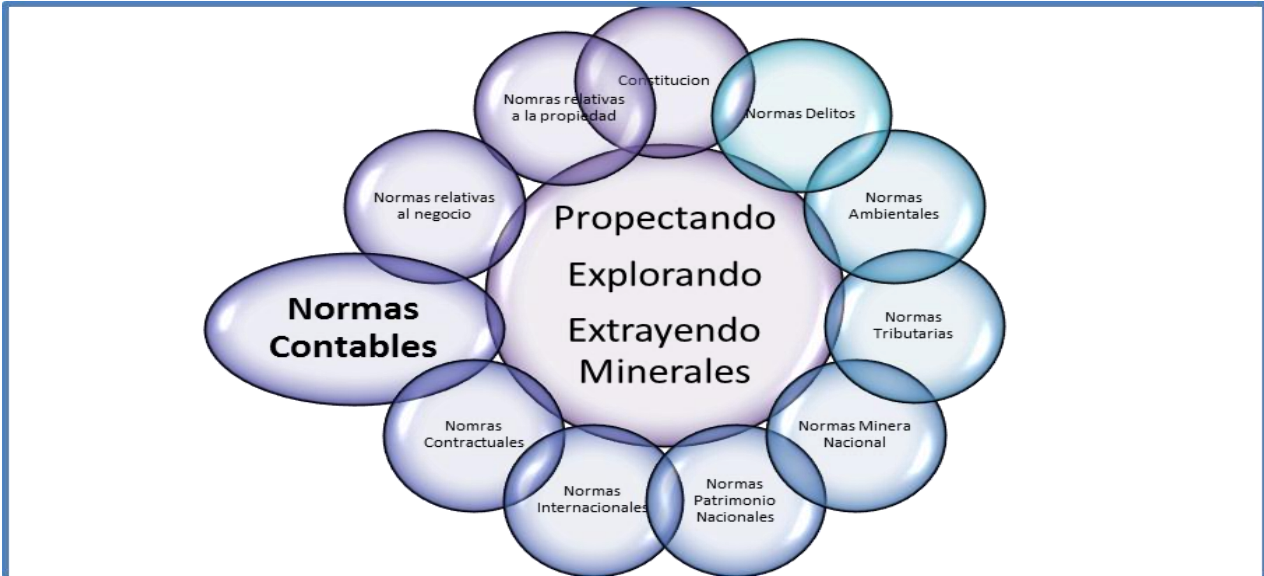 Constitucion
Normas Delitos
Normas
Ambientales
Normas
Tributarias
Normas Minera
Nacional
Normas
Patrimonio
Nacionales
Normas
Internacionales
Nomras
Contractuales
Normas
Contables
Normas relativas
al negocio
Nomras relativas
a la propiedad
Propectando
Explorando
Extrayendo
Minerales